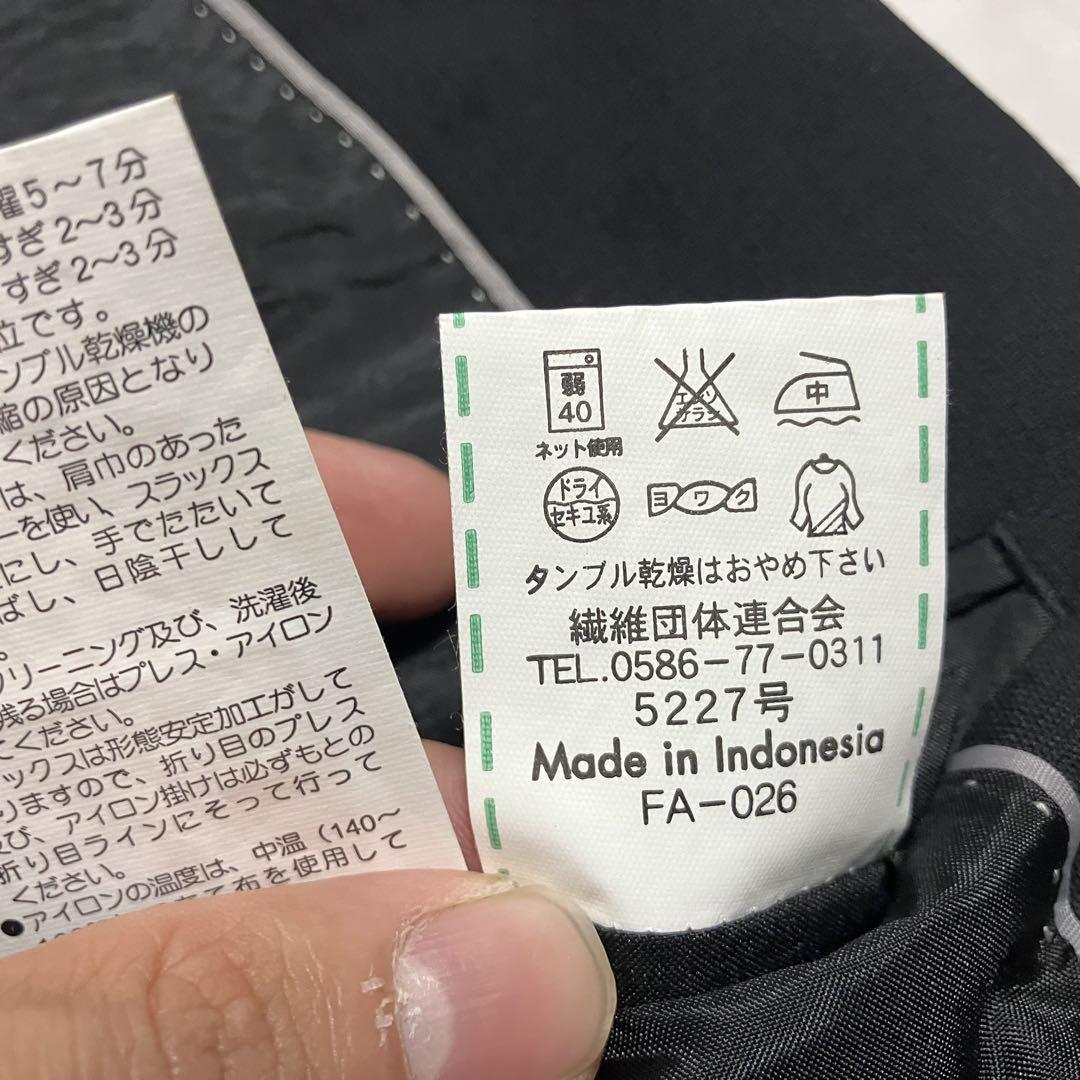 濯5〜7分
すぎ2〜3分
すぎ2〜3分
位です。
ンブル乾燥機の
縮の原因となり
ください。
は、肩巾のあった
ーを使い、スラックス
にし、手でたたいて
ばし、日陰干しして
リーニング及び、洗濯後
残る場合はプレス・アイロン
てください。
ックスは形態安定加工がして
りますので、折り目のプレス
及び、アイロン掛けは必ずもとの
折り目ラインにそって行って
ください。
●アイロンの温度は、中温（140〜
て布を使用して
弱
40
ネット使用
エンソ
サラシ
中
ドライ
セキユ系
ヨワク
タンブル乾燥はおやめ下さい
繊維団体連合会
TEL.0586-77-0311
5227号
Made in Indonesia
FA-026